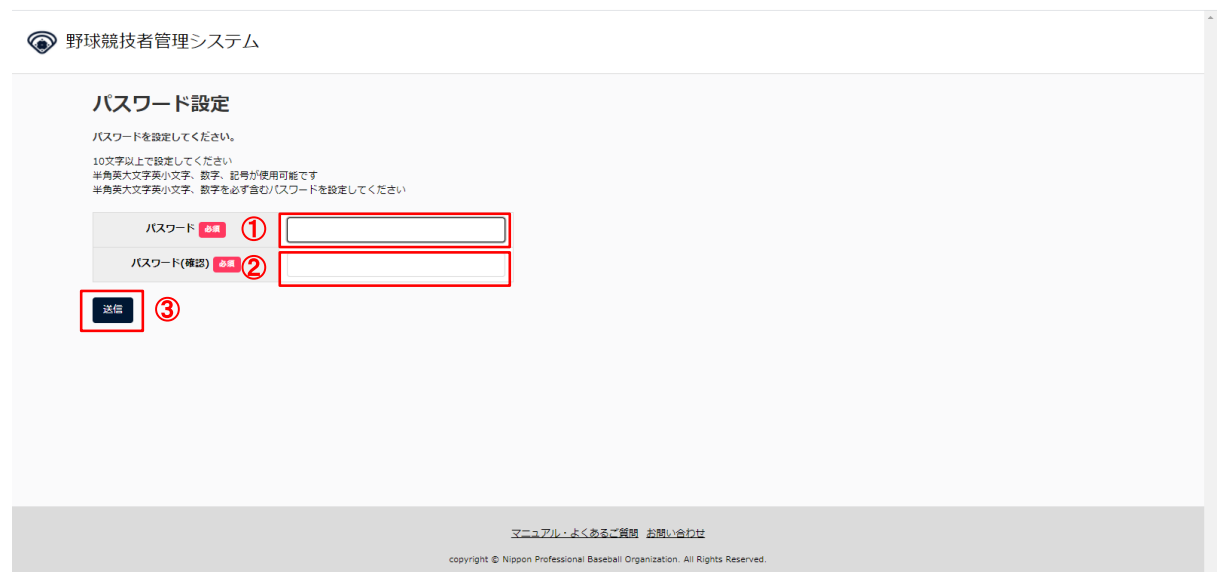 野球競技者管理システム
パスワード設定
パスワードを設定してください。
10文字以上で設定してください
半角英大文字英小文字、数字、記号が使用可能です
半角英大文字英小文字、数字を必ず含むパスワードを設定してください
パスワード 必須 ①
パスワード(確認) 必須 ②
送信 ③
マニュアル・よくあるご質問 お問い合わせ
copyright © Nippon Professional Baseball Organization. All Rights Reserved.